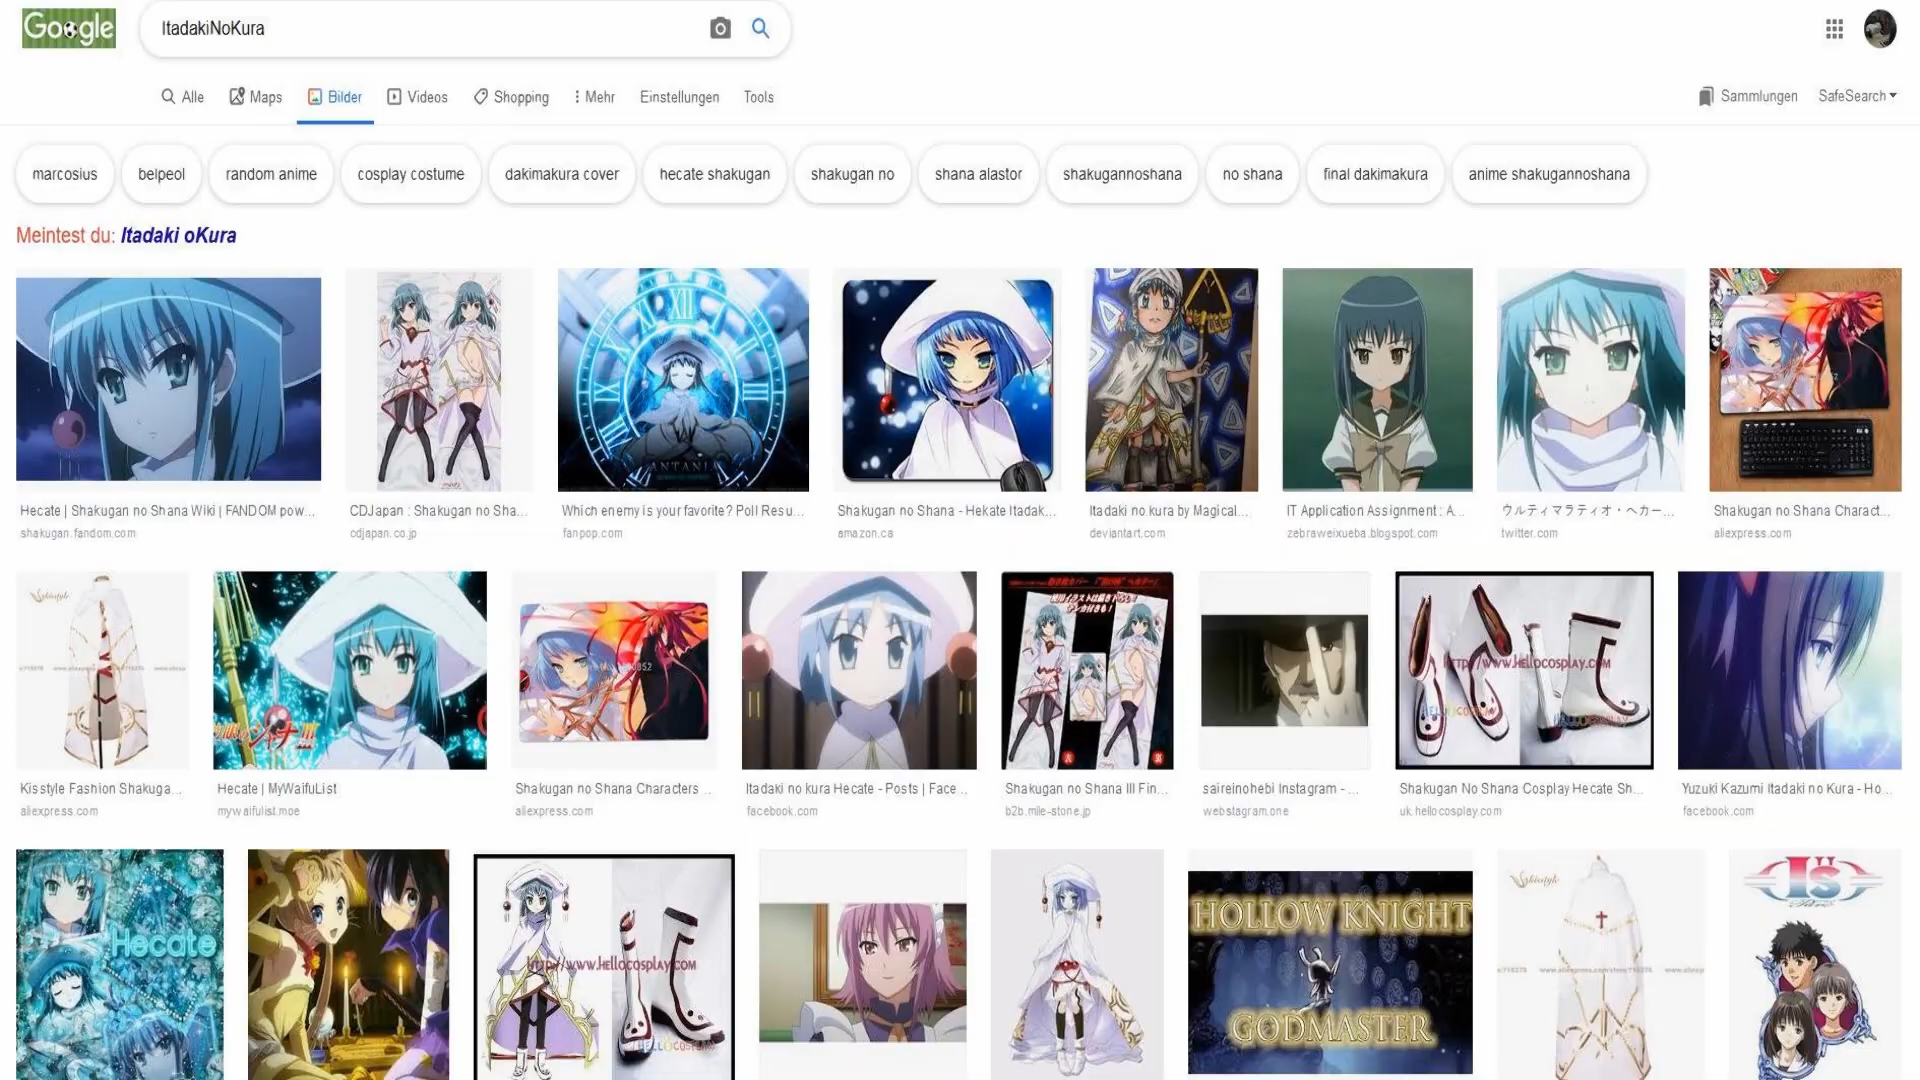 Google
ItadakiNoKura
Alle
Maps
Bilder
Videos
Shopping
Mehr
Einstellungen
Tools
Sammlungen
SafeSearch
marcosius
belpeol
random anime
cosplay costume
dakimakura cover
hecate shakugan
shakugan no
shana alastor
shakugannoshana
no shana
final dakimakura
anime shakugannoshana
Meintest du: Itadaki oKura
XII
IX
III
ANTANIA
Hecate | Shakugan no Shana Wiki | FANDOM pow...
shakugan.fandom.com
CDJapan : Shakugan no Sha...
cdjapan.co.jp
Which enemy is your favorite? Poll Resu...
fanpop.com
Shakugan no Shana - Hekate Itadak...
amazon.ca
Itadaki no kura by Magical...
deviantart.com
IT Application Assignment : A...
zebraweixueba.blogspot.com
ウルティマラティオ・ヘカー...
twitter.com
Shakugan no Shana Charact...
aliexpress.com
http://www.hellocosplay.com
HELLOCOSPLAY
Kisstyle Fashion Shakuga...
aliexpress.com
Hecate | MyWaifuList
mywaifulist.moe
Shakugan no Shana Characters ..
aliexpress.com
Itadaki no kura Hecate - Posts | Face ..
facebook.com
Shakugan no Shana III Fin...
b2b.mile-stone.jp
saireinohebi Instagram - ...
webstagram.one
Shakugan No Shana Cosplay Hecate Sh...
uk.hellocosplay.com
Yuzuki Kazumi Itadaki no Kura - Ho...
facebook.com
Hecate
http://www.hellocosplay.com
HELLOCOSPLAY
HOLLOW KNIGHT
GODMASTER
I"s